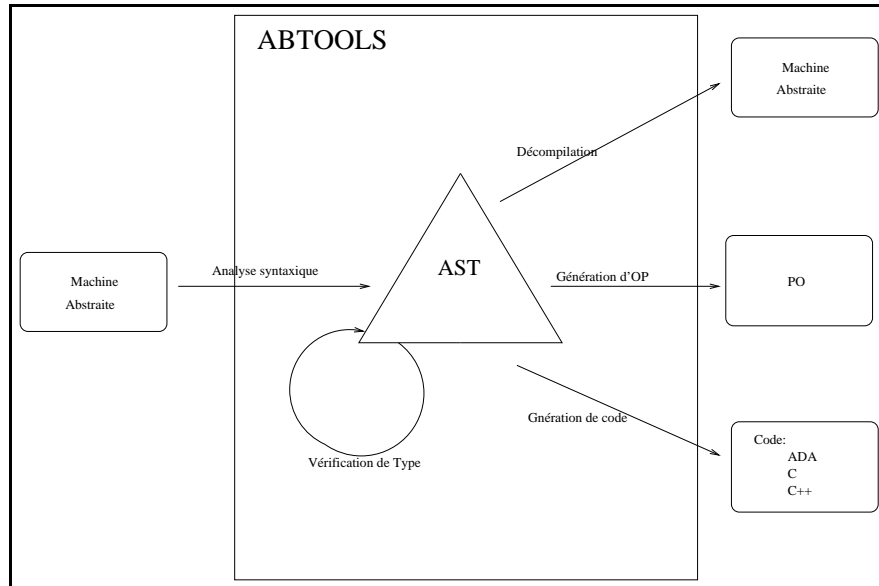 ABTOOLS
Machine
Abstraite
Décompilation
Machine
Abstraite
Analyse syntaxique
AST
Génération d'OP
PO
Vérification de Type
Gnération de code
Code:
ADA
C
C++